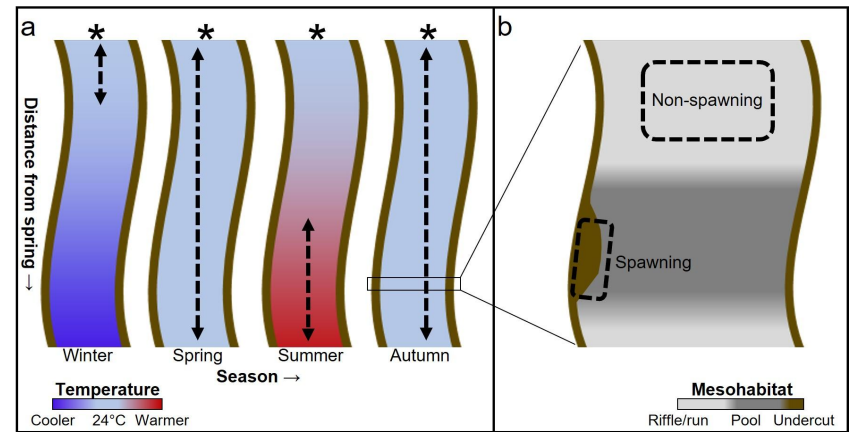 a
* * * *
Distance from spring →
Winter Spring Summer Autumn
Season →
Temperature
Cooler 24°C Warmer
b
Non-spawning
Spawning
Mesohabitat
Riffle/run Pool Undercut